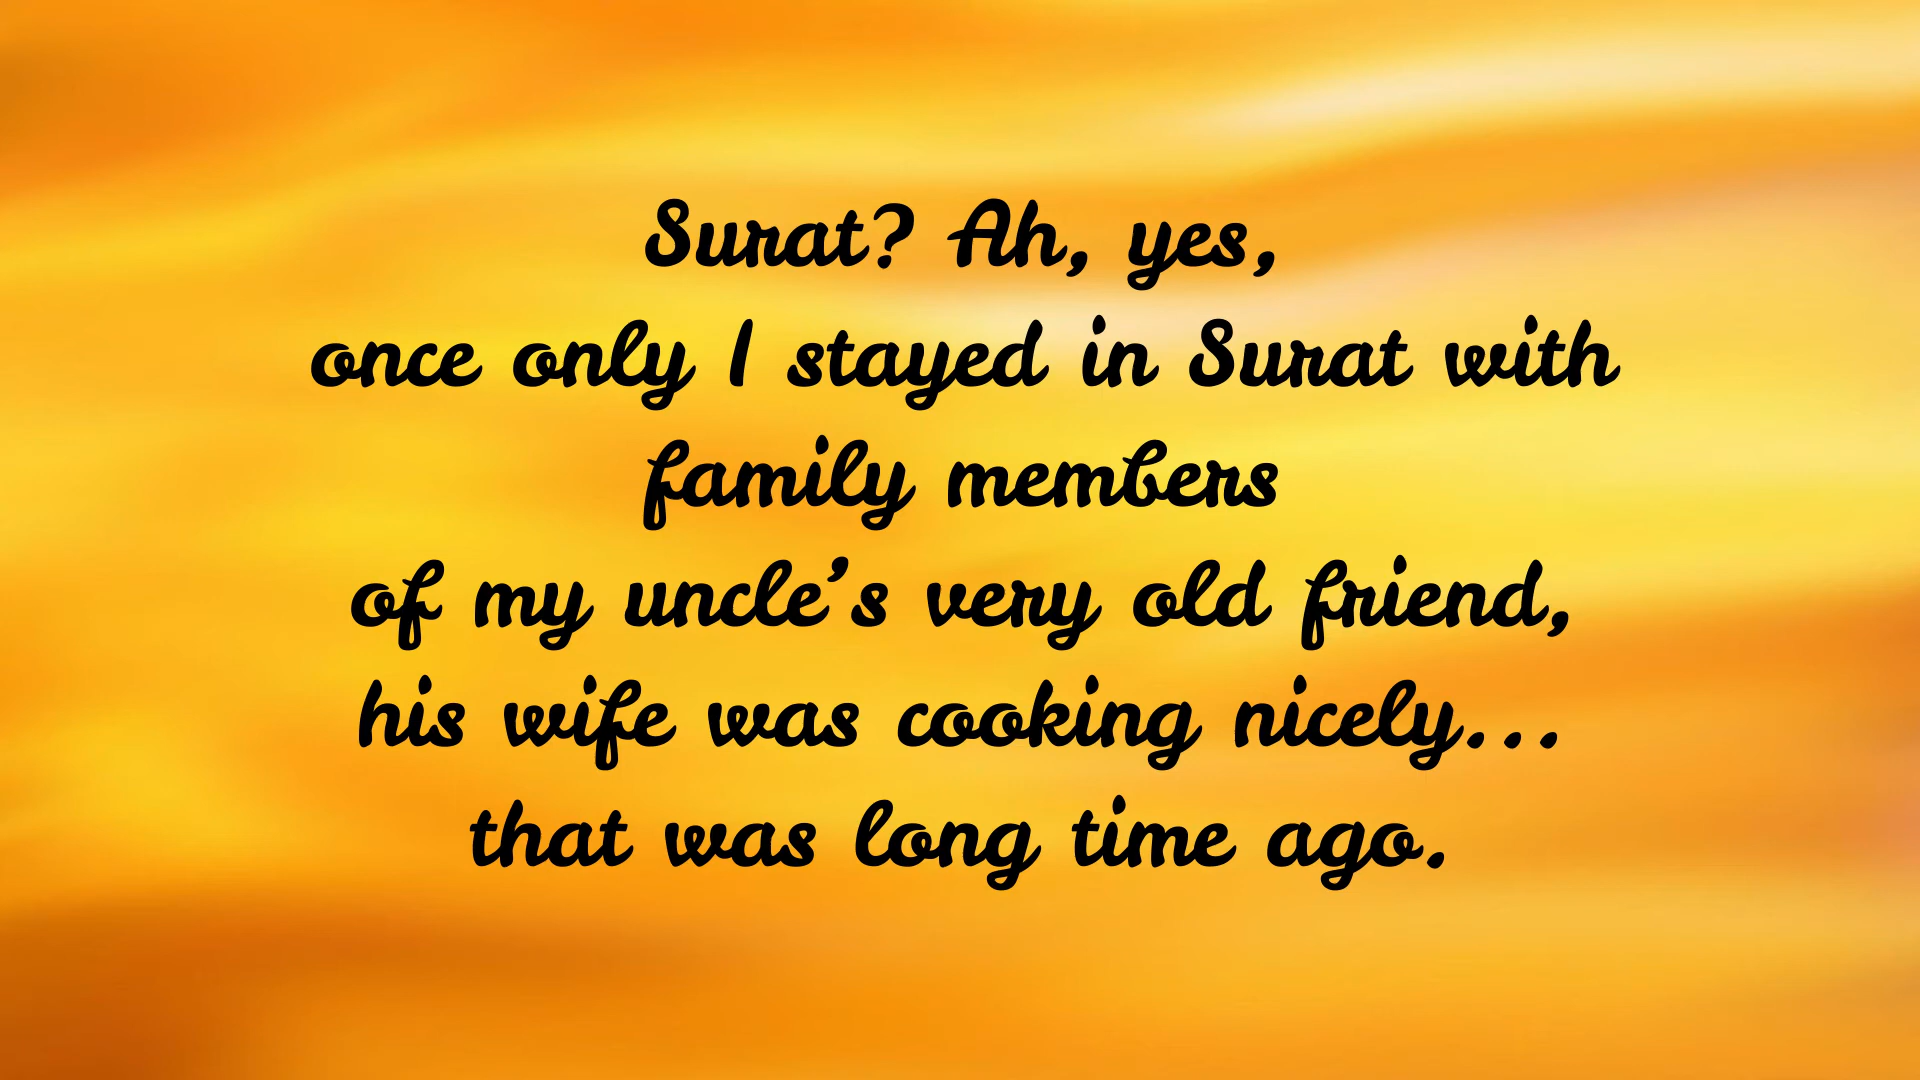 Surat? Ah, yes,
once only I stayed in Surat with
family members
of my uncle’s very old friend,
his wife was cooking nicely...
that was long time ago.